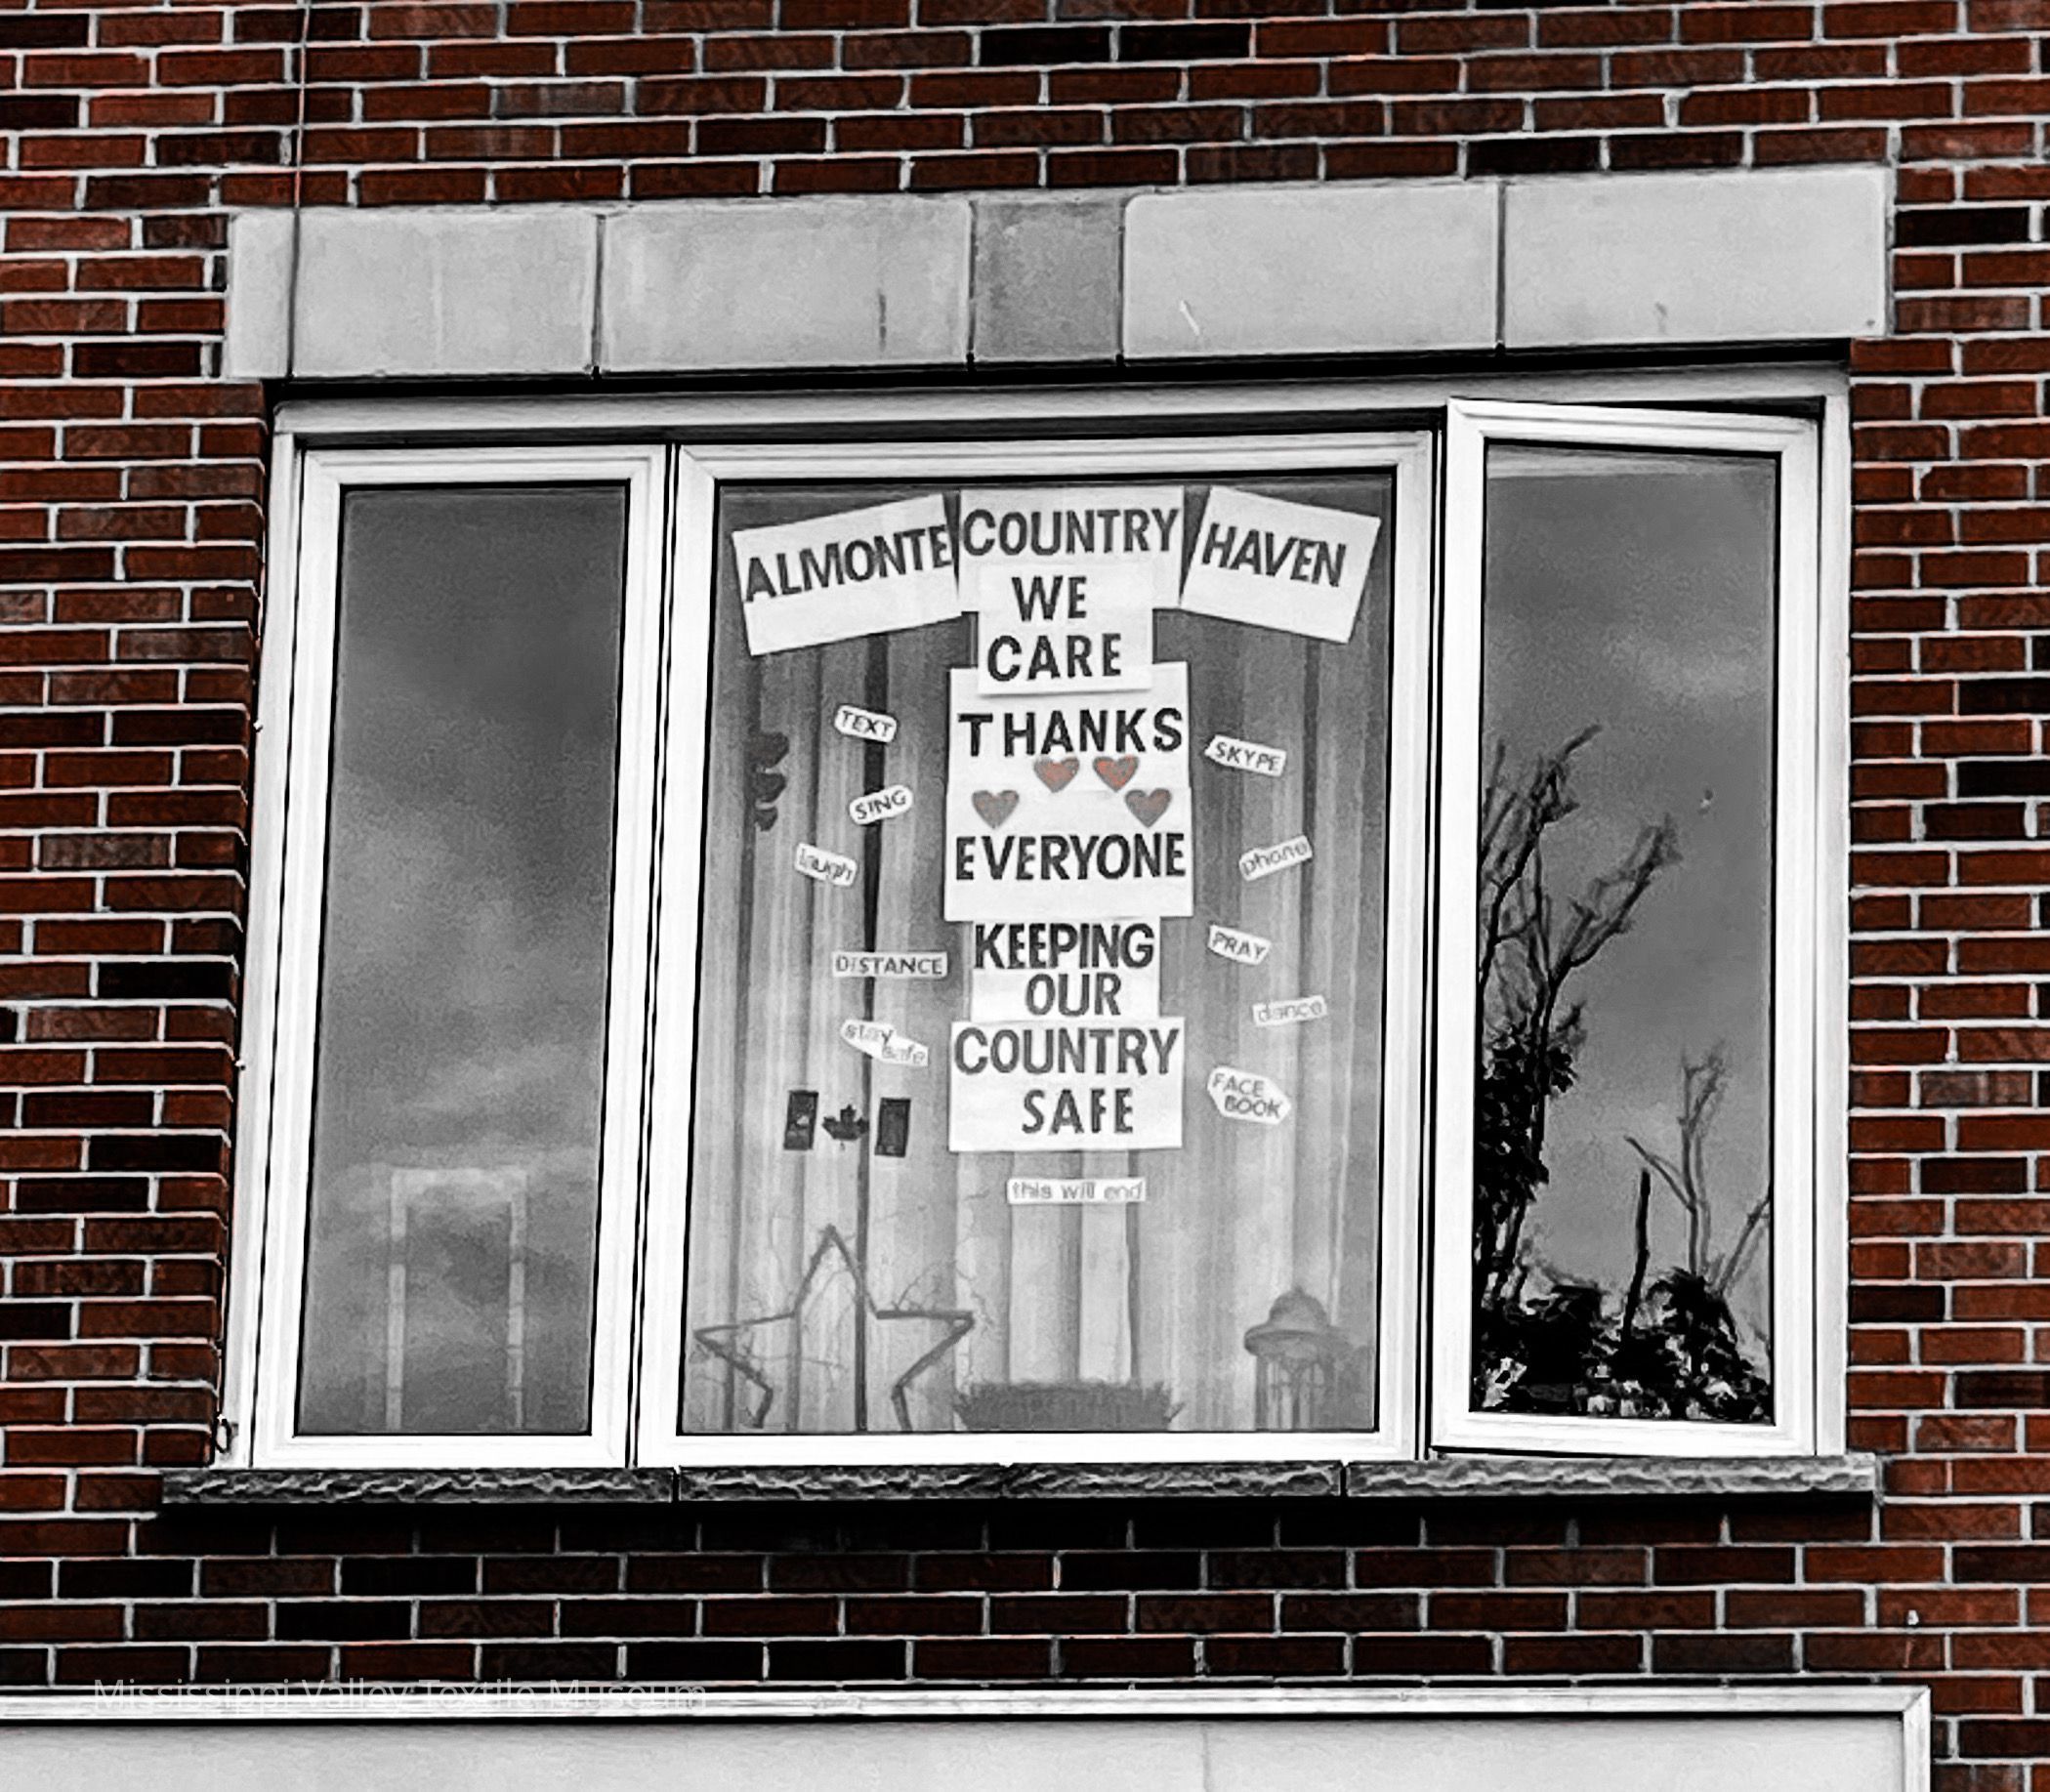 ALMONTE COUNTRY HAVEN
WE
CARE
THANKS
EVERYONE
KEEPING
OUR
COUNTRY
SAFE
this will end
TEXT
SING
laugh
DISTANCE
stay
safe
SKYPE
phone
PRAY
dance
FACE
BOOK
Mississippi Valley Textile Museum